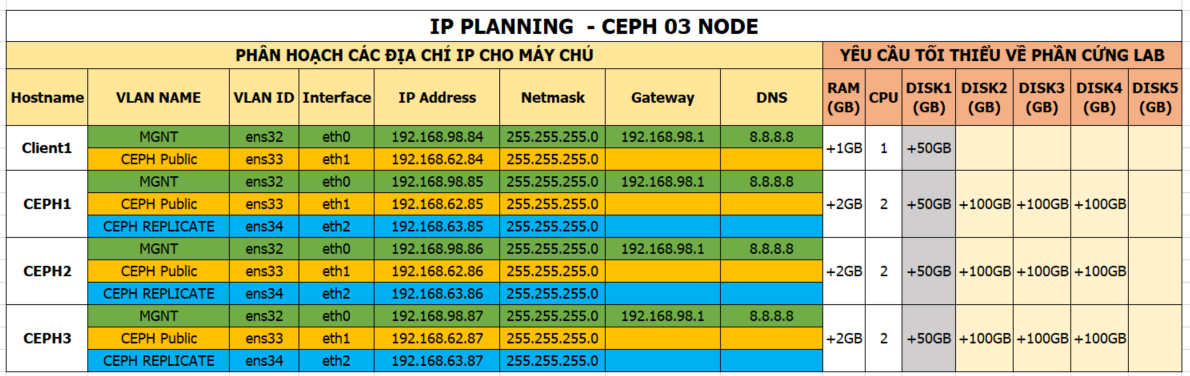 IP PLANNING - CEPH 03 NODE
PHÂN HOẠCH CÁC ĐỊA CHỈ IP CHO MÁY CHỦ YÊU CẦU TỐI THIỂU VỀ PHẦN CỨNG LAB
Hostname VLAN NAME VLAN ID Interface IP Address Netmask Gateway DNS RAM (GB) CPU DISK1 (GB) DISK2 (GB) DISK3 (GB) DISK4 (GB) DISK5 (GB)
Client1 MGNT ens32 eth0 192.168.98.84 255.255.255.0 192.168.98.1 8.8.8.8 +1GB 1 +50GB
CEPH Public ens33 eth1 192.168.62.84 255.255.255.0
CEPH1 MGNT ens32 eth0 192.168.98.85 255.255.255.0 192.168.98.1 8.8.8.8 +2GB 2 +50GB +100GB +100GB +100GB
CEPH Public ens33 eth1 192.168.62.85 255.255.255.0
CEPH REPLICATE ens34 eth2 192.168.63.85 255.255.255.0
CEPH2 MGNT ens32 eth0 192.168.98.86 255.255.255.0 192.168.98.1 8.8.8.8 +2GB 2 +50GB +100GB +100GB +100GB
CEPH Public ens33 eth1 192.168.62.86 255.255.255.0
CEPH REPLICATE ens34 eth2 192.168.63.86 255.255.255.0
CEPH3 MGNT ens32 eth0 192.168.98.87 255.255.255.0 192.168.98.1 8.8.8.8 +2GB 2 +50GB +100GB +100GB +100GB
CEPH Public ens33 eth1 192.168.62.87 255.255.255.0
CEPH REPLICATE ens34 eth2 192.168.63.87 255.255.255.0